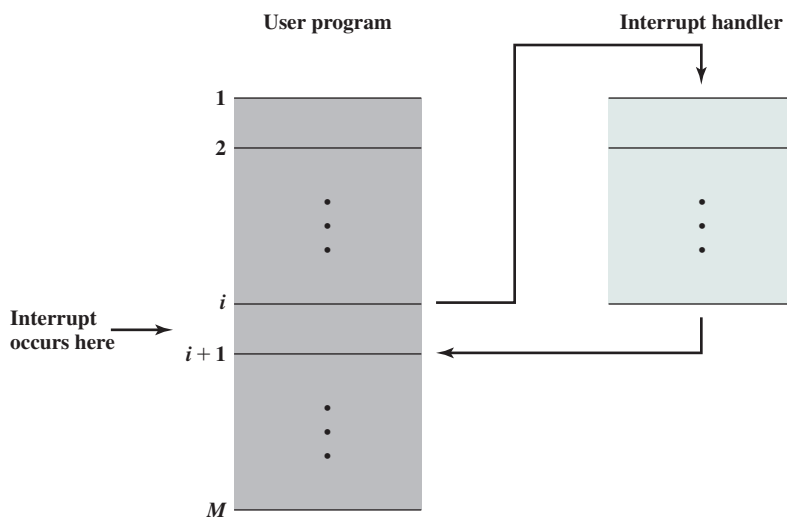 User program
Interrupt handler
1
2
i
Interrupt
occurs here
i + 1
M